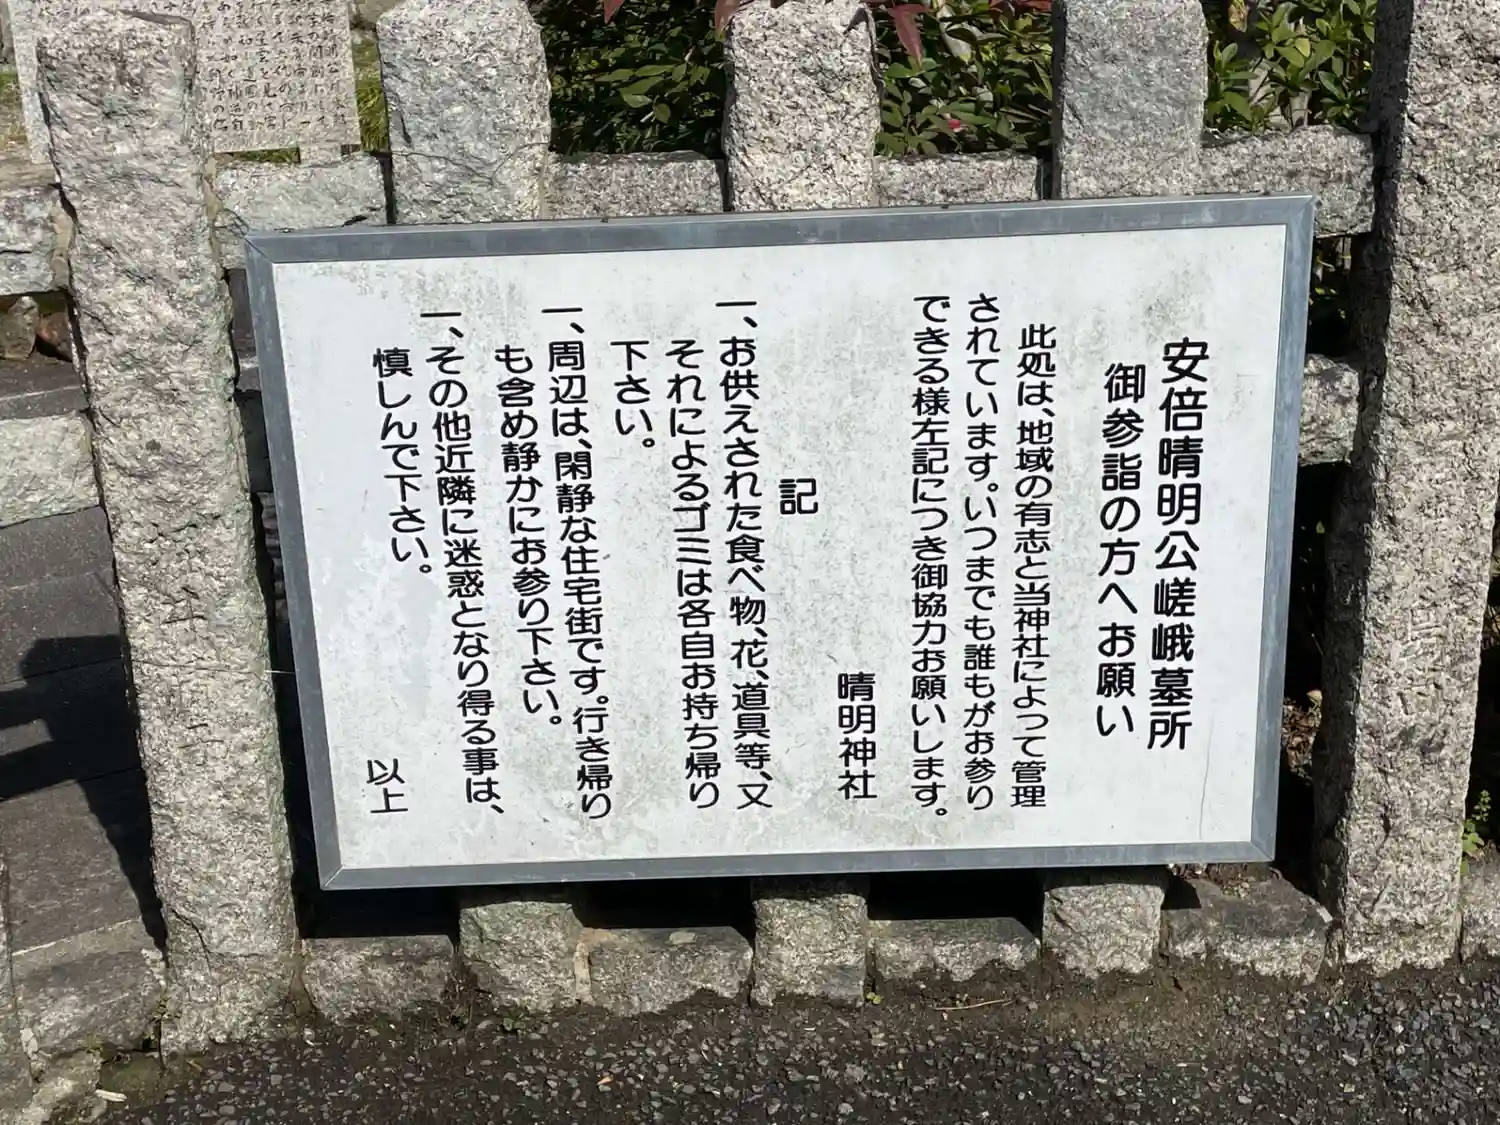 安倍晴明公嵯峨墓所
御参詣の方へお願い
此処は、地域の有志と当神社によって管理
されています。いつまでも誰もがお参り
できる様左記につき御協力お願いします。
晴明神社
記
一、お供えされた食べ物、花、道具等、又
それによるゴミは各自お持ち帰り
下さい。
一、周辺は、閑静な住宅街です。行き帰り
も含め静かにお参り下さい。
一、その他近隣に迷惑となり得る事は、
慎しんで下さい。
以上